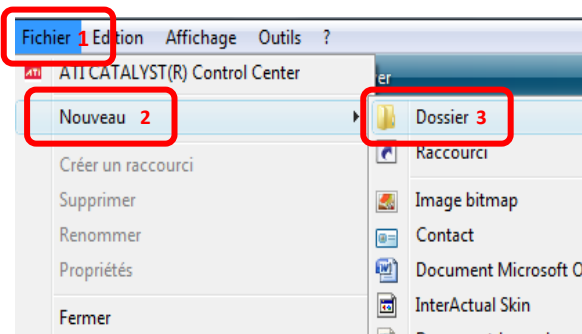 Fichier 1 Edition Affichage Outils ?
ATI CATALYST(R) Control Center
er
Nouveau 2
Dossier 3
Raccourci
Créer un raccourci
Supprimer
Image bitmap
Renommer
Contact
Propriétés
Document Microsoft O
InterActual Skin
Fermer